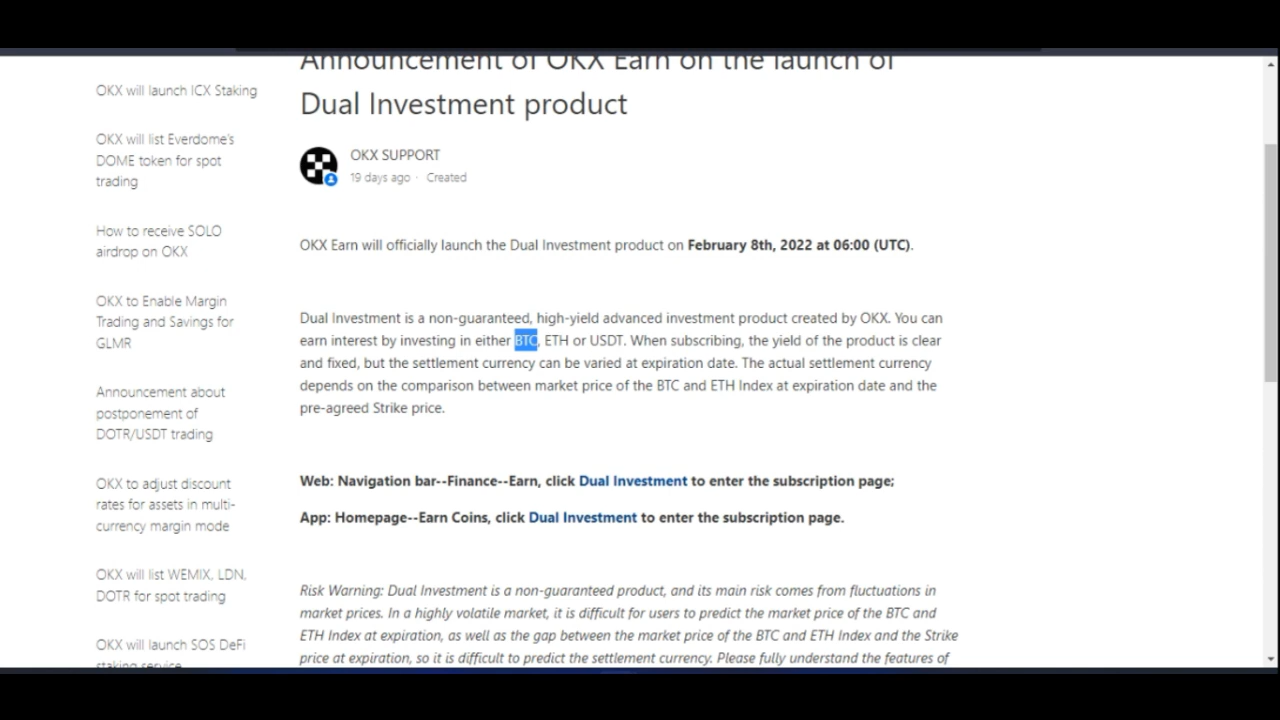 Announcement of OKX Earn on the launch of
Dual Investment product
OKX SUPPORT
19 days ago · Created
OKX Earn will officially launch the Dual Investment product on February 8th, 2022 at 06:00 (UTC).
Dual Investment is a non-guaranteed, high-yield advanced investment product created by OKX. You can
earn interest by investing in either BTC, ETH or USDT. When subscribing, the yield of the product is clear
and fixed, but the settlement currency can be varied at expiration date. The actual settlement currency
depends on the comparison between market price of the BTC and ETH Index at expiration date and the
pre-agreed Strike price.
Web: Navigation bar--Finance--Earn, click Dual Investment to enter the subscription page;
App: Homepage--Earn Coins, click Dual Investment to enter the subscription page.
Risk Warning: Dual Investment is a non-guaranteed product, and its main risk comes from fluctuations in
market prices. In a highly volatile market, it is difficult for users to predict the market price of the BTC and
ETH Index at expiration, as well as the gap between the market price of the BTC and ETH Index and the Strike
price at expiration, so it is difficult to predict the settlement currency. Please fully understand the features of
OKX will launch ICX Staking
OKX will list Everdome's
DOME token for spot
trading
How to receive SOLO
airdrop on OKX
OKX to Enable Margin
Trading and Savings for
GLMR
Announcement about
postponement of
DOTR/USDT trading
OKX to adjust discount
rates for assets in multi-
currency margin mode
OKX will list WEMIX, LDN,
DOTR for spot trading
OKX will launch SOS DeFi
staking service